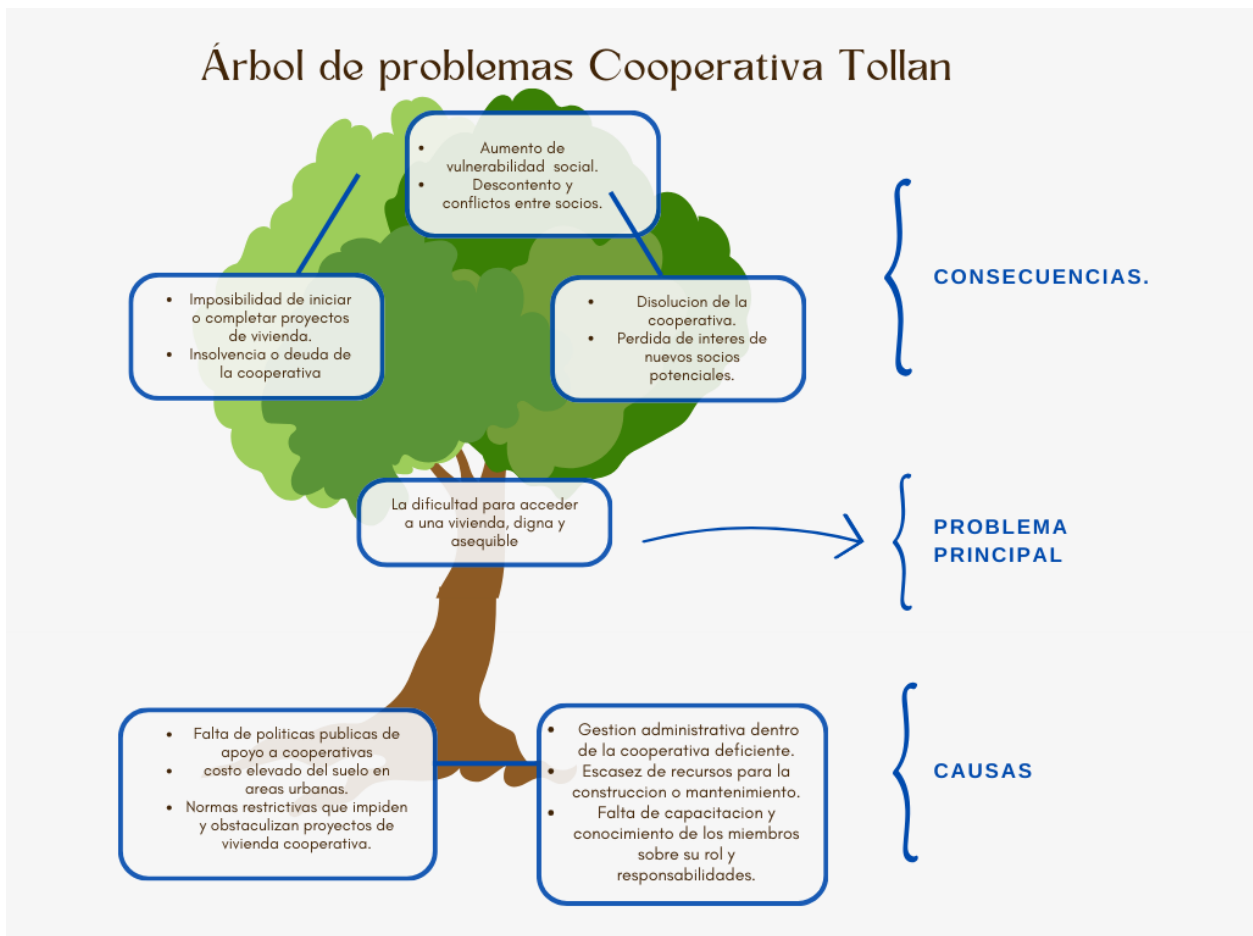 Árbol de problemas Cooperativa Tollan
• Aumento de
vulnerabilidad social.
• Descontento y
conflictos entre socios.
• Imposibilidad de iniciar
o completar proyectos
de vivienda.
• Insolvencia o deuda de
la cooperativa
• Disolucion de la
cooperativa.
• Perdida de interes de
nuevos socios
potenciales.
CONSECUENCIAS.
La dificultad para acceder
a una vivienda, digna y
asequible
PROBLEMA
PRINCIPAL
• Falta de politicas publicas de
apoyo a cooperativas
• costo elevado del suelo en
areas urbanas.
• Normas restrictivas que impiden
y obstaculizan proyectos de
vivienda cooperativa.
• Gestion administrativa dentro
de la cooperativa deficiente.
• Escasez de recursos para la
construccion o mantenimiento.
• Falta de capacitacion y
conocimiento de los miembros
sobre su rol y
responsabilidades.
CAUSAS